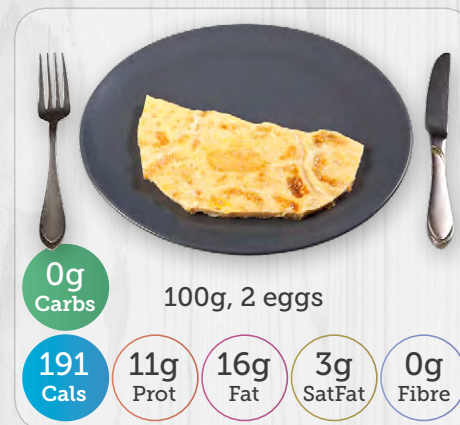 0g
Carbs
100g, 2 eggs
191
Cals
11g
Prot
16g
Fat
3g
SatFat
0g
Fibre